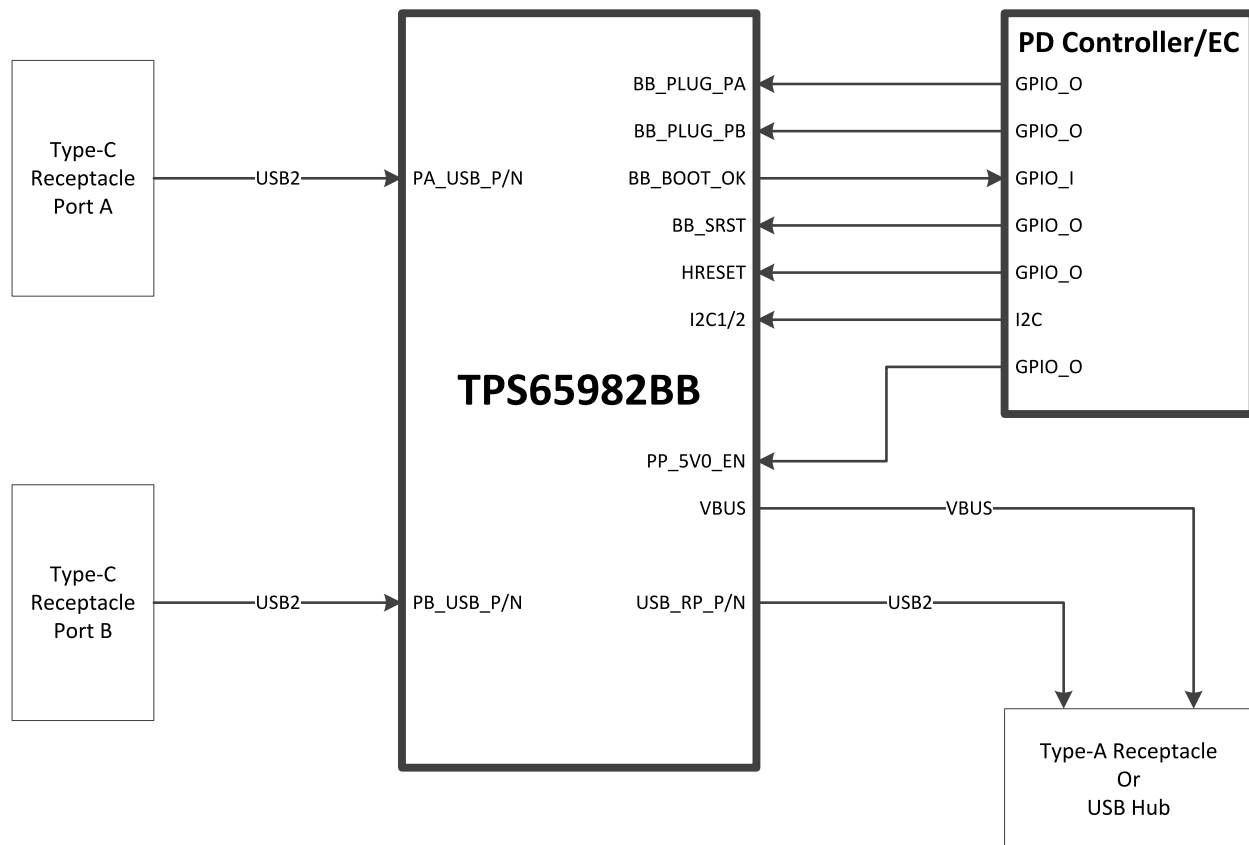 PD Controller/EC
BB_PLUG_PA
GPIO_O
BB_PLUG_PB
GPIO_O
Type-C
Receptacle
Port A
USB2
PA_USB_P/N
BB_BOOT_OK
GPIO_I
BB_SRST
GPIO_O
HRESET
GPIO_O
I2C1/2
I2C
GPIO_O
TPS65982BB
PP_5V0_EN
VBUS
VBUS
Type-C
Receptacle
Port B
USB2
PB_USB_P/N
USB_RP_P/N
USB2
Type-A Receptacle
Or
USB Hub